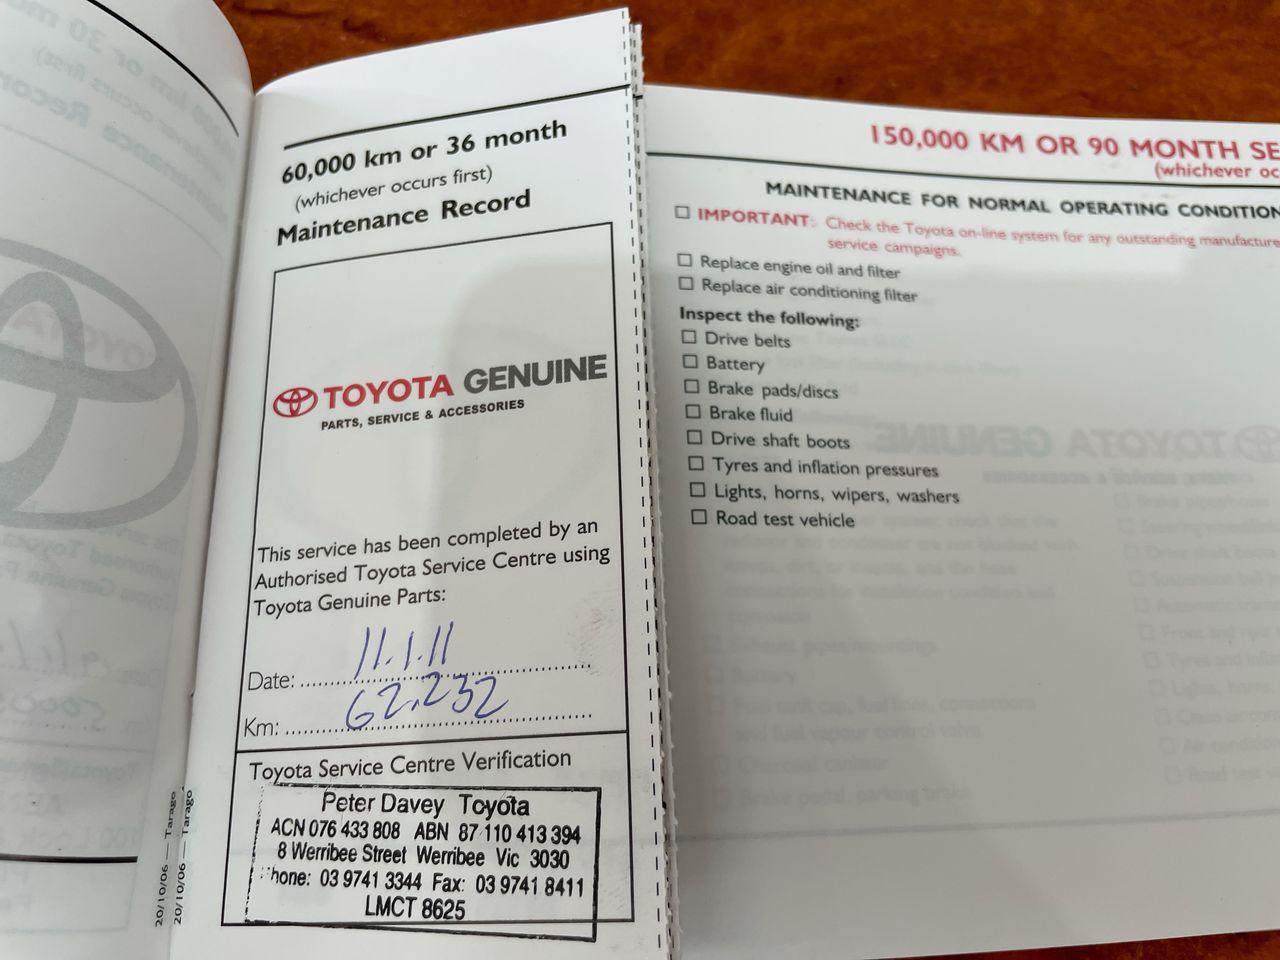 60,000 km or 36 month
(whichever occurs first)
Maintenance Record
TOYOTA GENUINE
PARTS, SERVICE & ACCESSORIES
This service has been completed by an
Authorised Toyota Service Centre using
Toyota Genuine Parts:
Date: 11.1.11
Km: 62,232
Toyota Service Centre Verification
Peter Davey Toyota
ACN 076 433 808 ABN 87 110 413 394
8 Werribee Street Werribee Vic 3030
Phone: 03 9741 3344 Fax: 03 9741 8411
LMCT 8625
20/10/06 — Tarago
20/10/06 — Tarago
150,000 KM OR 90 MONTH SE
(whichever oc
MAINTENANCE FOR NORMAL OPERATING CONDITION
☐ IMPORTANT: Check the Toyota on-line system for any outstanding manufacture
service campaigns.
☐ Replace engine oil and filter
☐ Replace air conditioning filter
Inspect the following:
☐ Drive belts
☐ Battery
☐ Brake pads/discs
☐ Brake fluid
☐ Drive shaft boots
☐ Tyres and inflation pressures
☐ Lights, horns, wipers, washers
☐ Road test vehicle